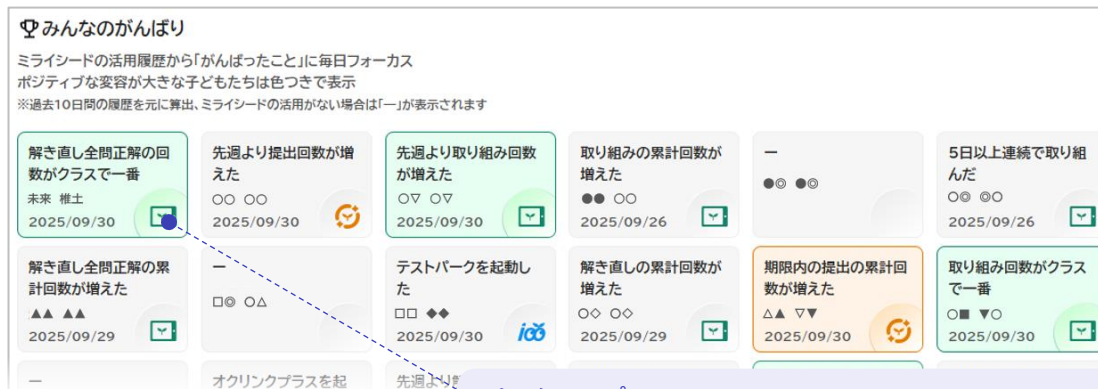 みんなのがんばり
ミライシードの活用履歴から「がんばったこと」に毎日フォーカス
ポジティブな変容が大きな子どもたちは色つきで表示
※過去10日間の履歴を元に算出、ミライシードの活用がない場合は「ー」が表示されます
解き直し全問正解の回
数がクラスで一番
未来 椎土
2025/09/30
先週より提出回数が増
えた
○○ ○○
2025/09/30
先週より取り組み回数
が増えた
○▽ ○▽
2025/09/30
取り組みの累計回数が
増えた
●● ○○
2025/09/26
ー
●◎ ●◎
5日以上連続で取り組
んだ
○◎ ◎○
2025/09/26
解き直し全問正解の累
計回数が増えた
▲▲ ▲▲
2025/09/29
ー
□◎ ○△
テストパークを起動し
た
□□ ◆◆
2025/09/30
解き直しの累計回数が
増えた
○◇ ○◇
2025/09/29
期限内の提出の累計回
数が増えた
△▲ ▽▼
2025/09/30
取り組み回数がクラス
で一番
○■ ▼○
2025/09/30
ー
オクリンクプラスを起
先週より